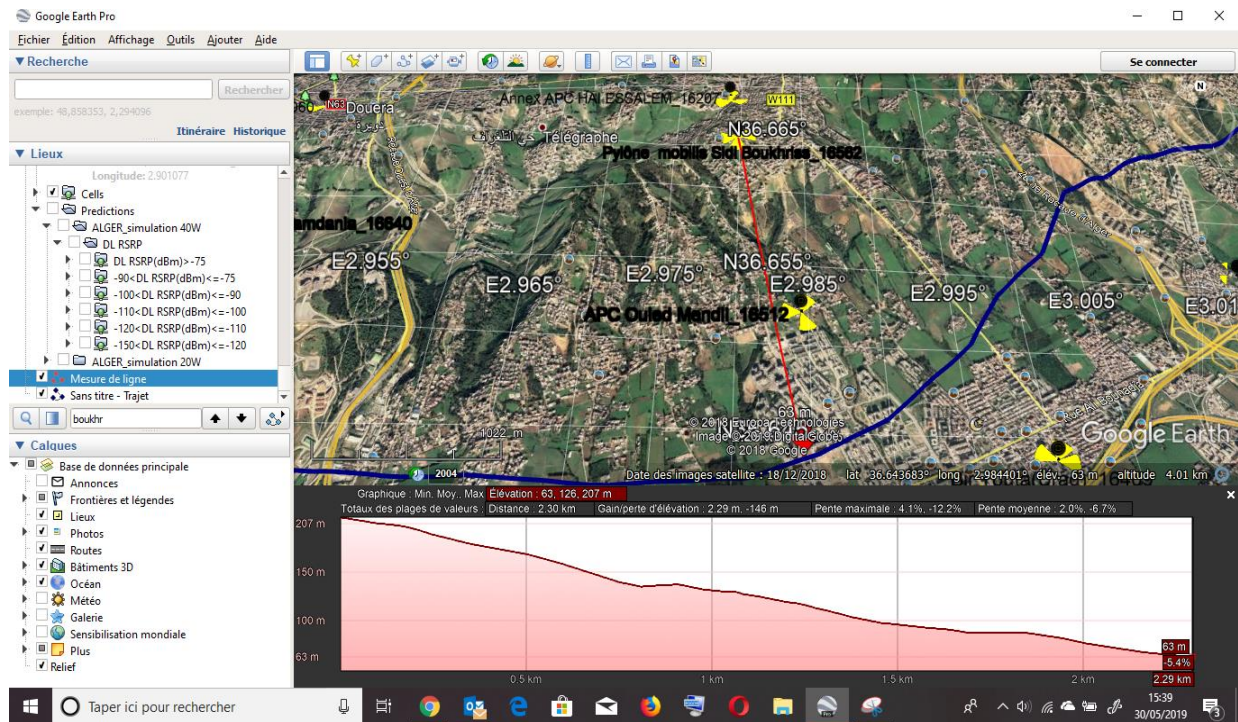 Google Earth Pro
Fichier Édition Affichage Outils Ajouter Aide
Recherche
Rechercher
exemple: 48,858353, 2,294096
Itinéraire Historique
Lieux
Longitude: 2.901077
Cells
Predictions
ALGER_simulation 40W
DL RSRP
DL RSRP(dBm)>-75
-90<DL RSRP(dBm)<=-75
-100<DL RSRP(dBm)<=-90
-110<DL RSRP(dBm)<=-100
-120<DL RSRP(dBm)<=-110
-150<DL RSRP(dBm)<=-120
ALGER_simulation 20W
Mesure de ligne
Sans titre - Trajet
boukhr
Calques
Base de données principale
Annonces
Frontières et légendes
Lieux
Photos
Routes
Bâtiments 3D
Océan
Météo
Galerie
Sensibilisation mondiale
Plus
Relief
Se connecter
N63 Douera
دويرة
Annex APC HAI ESSALEM_16207
W111
N
Télégraphe
N36.665°
Pylône mobilis Sidi Boukhriss_16562
amdania_16640
E2.955°
E2.965°
E2.975°
N36.655°
E2.985°
E2.995°
E3.005°
E3.01
APC Ouled Mandil_16512
63 m
© 2018 Europa Technologies
Image © 2019 DigitalGlobe
© 2018 Google
1022 m
Google Earth
2004
Date des images satellite : 18/12/2018 lat 36.643683° long 2.984401° élév. 63 m altitude 4.01 km
Graphique : Min. Moy., Max Élévation : 63, 126, 207 m
Totaux des plages de valeurs : Distance : 2.30 km Gain/perte d'élévation : 2.29 m, -146 m Pente maximale : 4.1%, -12.2% Pente moyenne : 2.0%, -6.7%
207 m
150 m
100 m
63 m
63 m
-5.4%
0.5 km
1 km
1.5 km
2 km
2.29 km
Taper ici pour rechercher
15:39
30/05/2019
3